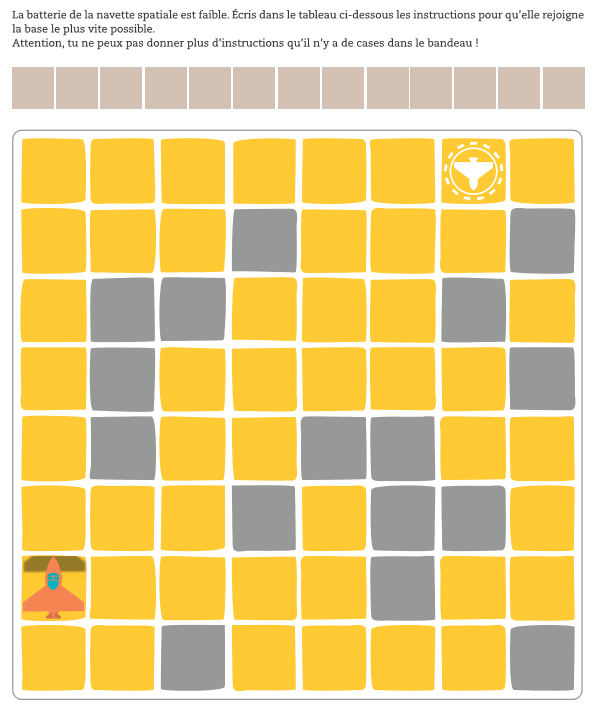 La batterie de la navette spatiale est faible. Écris dans le tableau ci-dessous les instructions pour qu’elle rejoigne
la base le plus vite possible.
Attention, tu ne peux pas donner plus d’instructions qu’il n’y a de cases dans le bandeau !